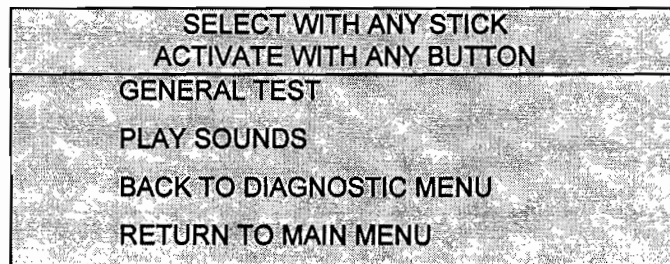 SELECT WITH ANY STICK
ACTIVATE WITH ANY BUTTON
GENERAL TEST
PLAY SOUNDS
BACK TO DIAGNOSTIC MENU
RETURN TO MAIN MENU